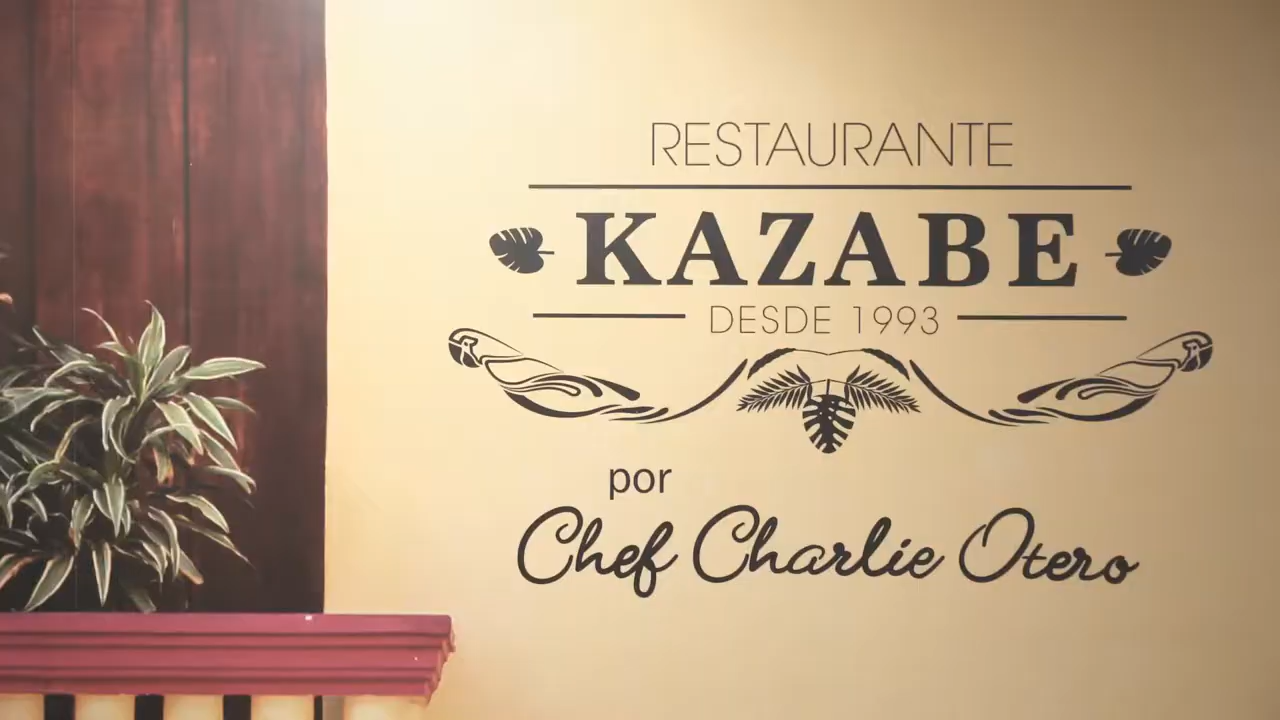 RESTAURANTE
KAZABE
DESDE 1993
por
Chef Charlie Otero